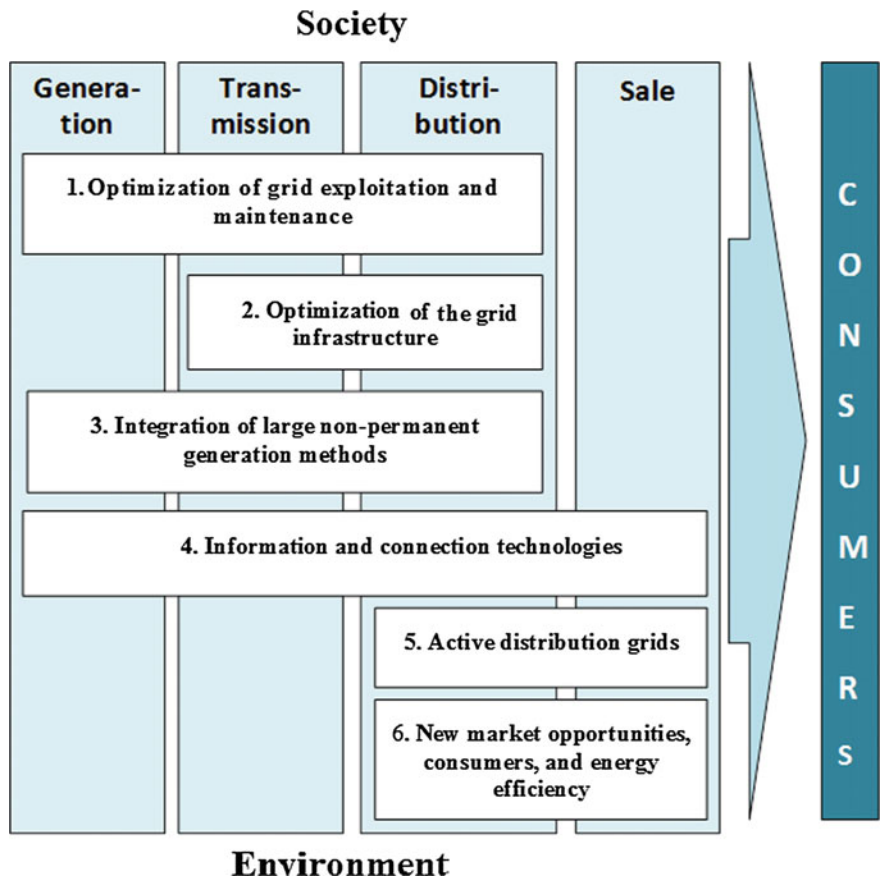 Society
Genera-
tion
Trans-
mission
Distri-
bution
Sale
1. Optimization of grid exploitation and
maintenance
2. Optimization of the grid
infrastructure
3. Integration of large non-permanent
generation methods
4. Information and connection technologies
5. Active distribution grids
6. New market opportunities,
consumers, and energy
efficiency
C
O
N
S
U
M
E
R
S
Environment